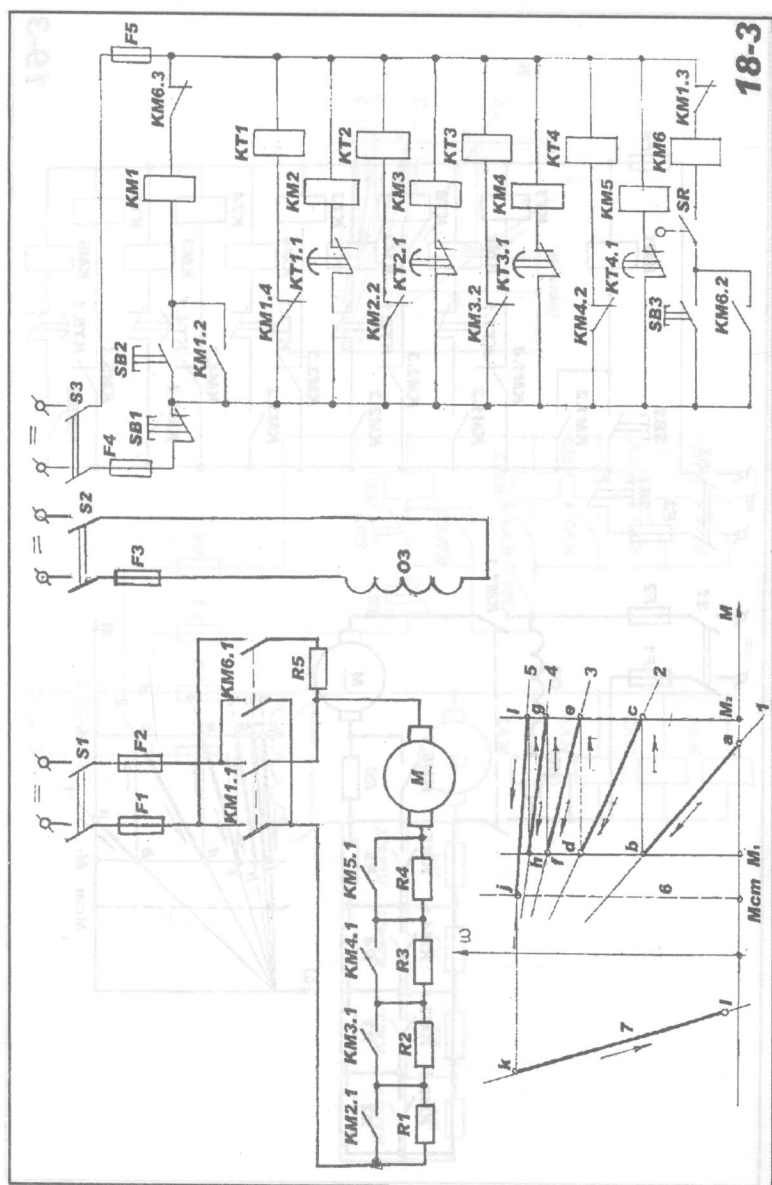 18-3
S1
S2
S3
F1
F2
F3
F4
F5
SB1
SB2
KM1.2
KM1
KM6.3
KM1.1
KM6.1
R5
M
ОЗ
KM2.1
KM3.1
KM4.1
KM5.1
R1
R2
R3
R4
KM1.4
KT1
KT1.1
KM2
KM2.2
KT2
KT2.1
KM3
KM3.2
KT3
KT3.1
KM4
KM4.2
KT4
KT4.1
KM5
SB3
SR
KM6
KM1.3
KM6.2
ω
M
Mcm
M₁
M₂
1
2
3
4
5
6
7
a
b
c
d
e
f
g
h
i
j
k
l